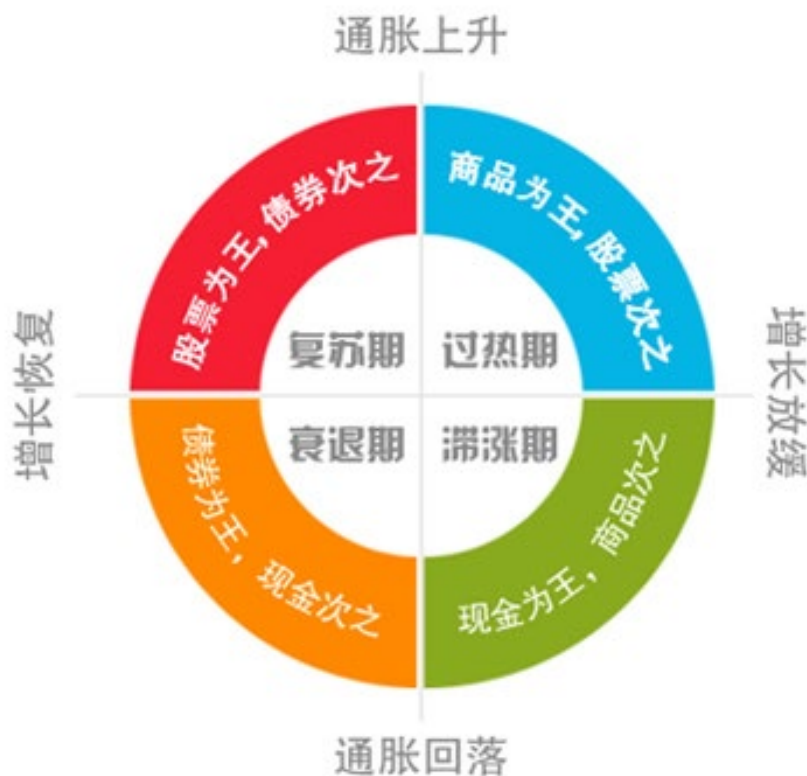 通胀上升
股票为王,债券次之
商品为王,股票次之
增长恢复
复苏期
过热期
增长放缓
衰退期
滞涨期
债券为王，现金次之
现金为王，商品次之
通胀回落